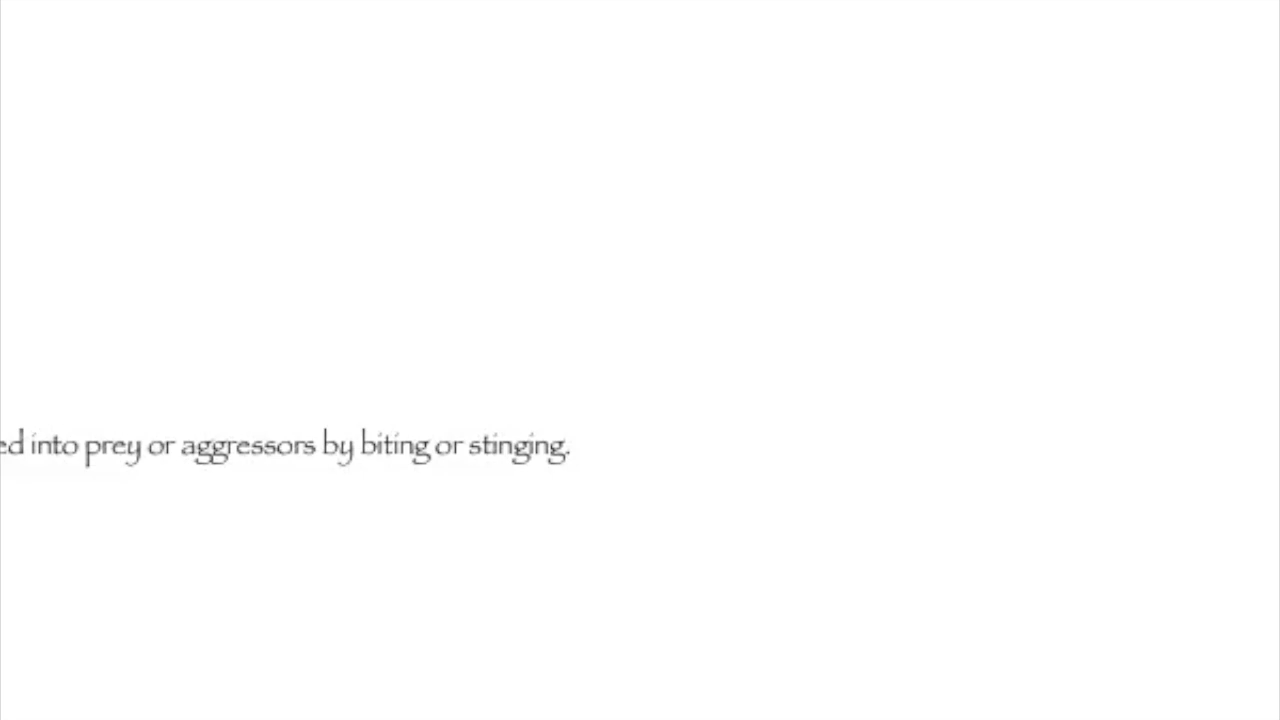 ed into prey or aggressors by biting or stinging.